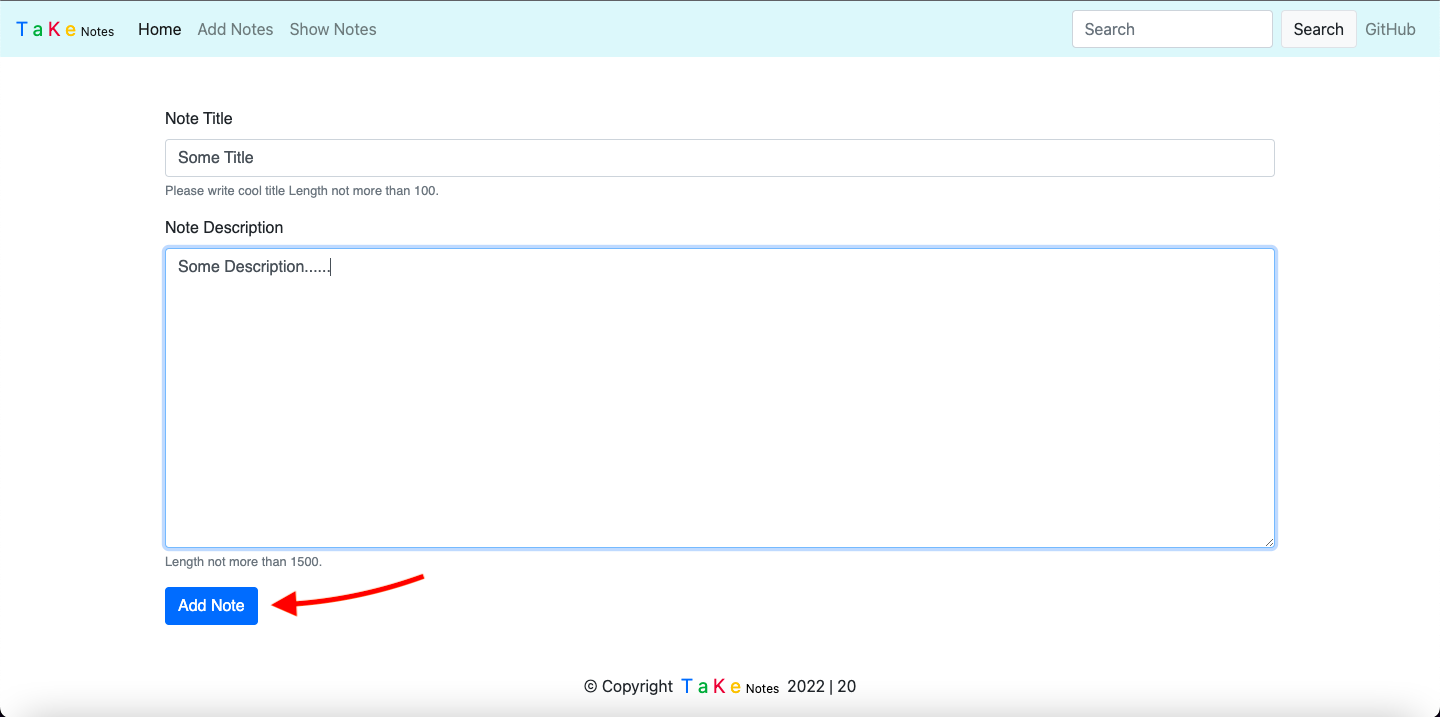 T a K e Notes Home Add Notes Show Notes Search Search GitHub
Note Title
Some Title
Please write cool title Length not more than 100.
Note Description
Some Description......
Length not more than 1500.
Add Note
© Copyright T a K e Notes 2022 | 20